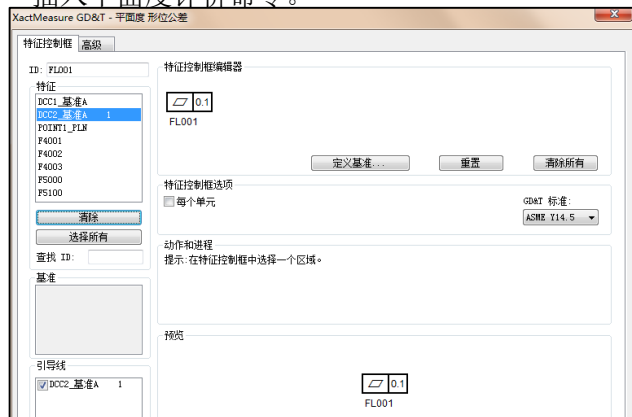 插入平面度评价命令。
XactMeasure GD&T - 平面度 形位公差
特征控制框 高级
ID: FL001
特征
DCC1_基准A
DCC2_基准A 1
POINT1_PLN
F4001
F4002
F4003
F5000
F5100
清除
选择所有
查找 ID:
基准
引导线
DCC2_基准A 1
特征控制框编辑器
0.1
FL001
定义基准... 重置 清除所有
特征控制框选项
每个单元
GD&T 标准:
ASME Y14.5
动作和进程
提示:在特征控制框中选择一个区域。
预览
0.1
FL001